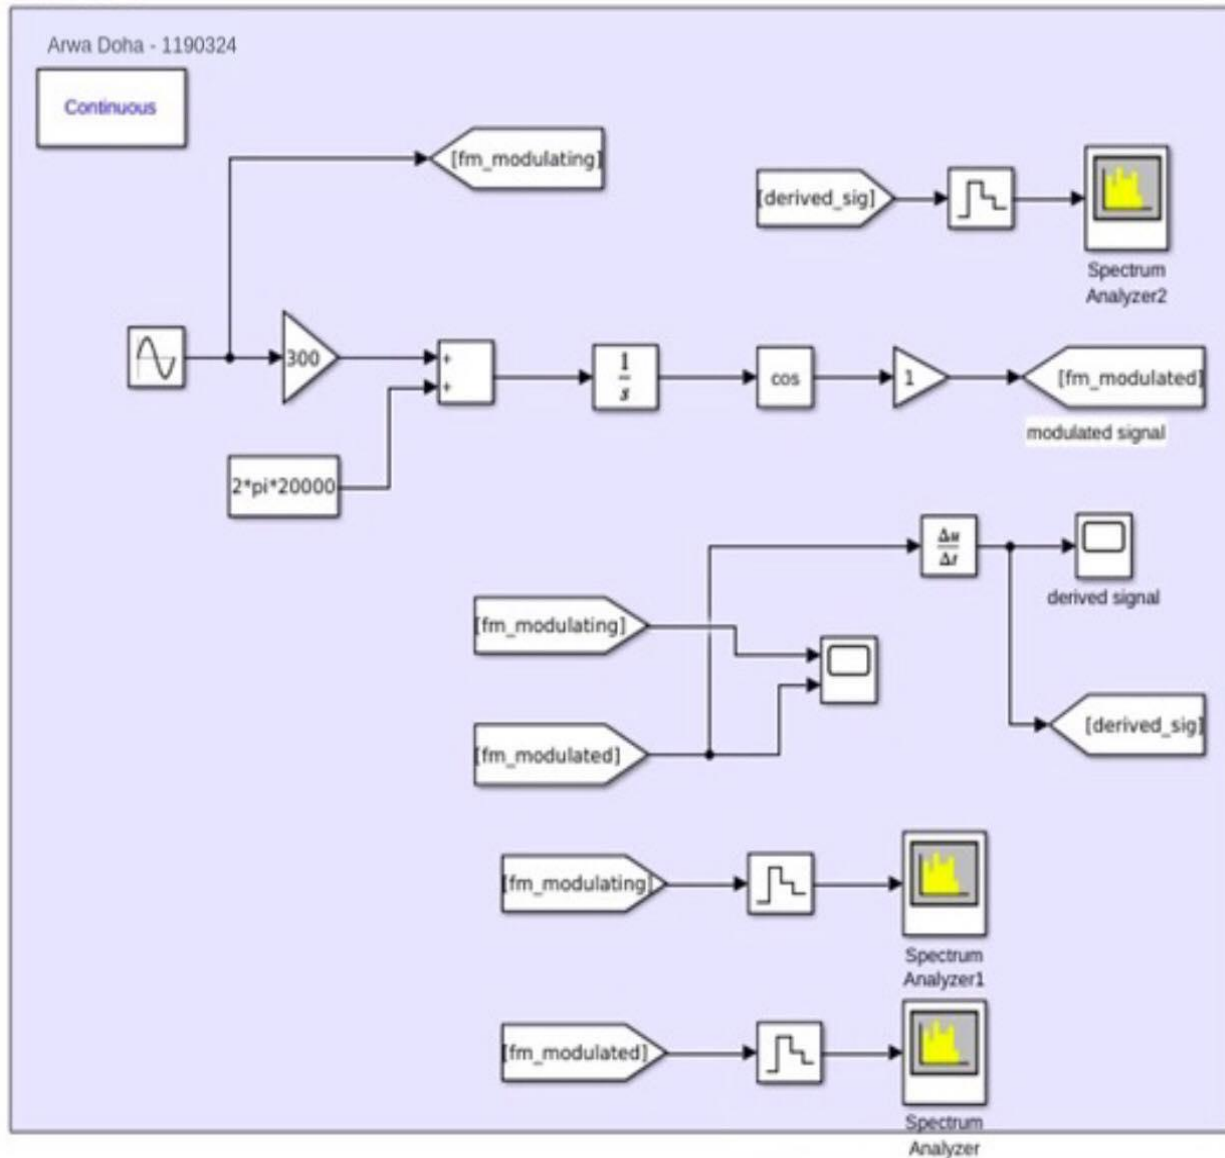 Arwa Doha - 1190324
Continuous
[fm_modulating]
[derived_sig]
Spectrum
Analyzer2
300
+
+
1
s
cos
1
[fm_modulated]
modulated signal
2*pi*20000
Δu
Δt
derived signal
[fm_modulating]
[fm_modulated]
[derived_sig]
[fm_modulating]
Spectrum
Analyzer1
[fm_modulated]
Spectrum
Analyzer